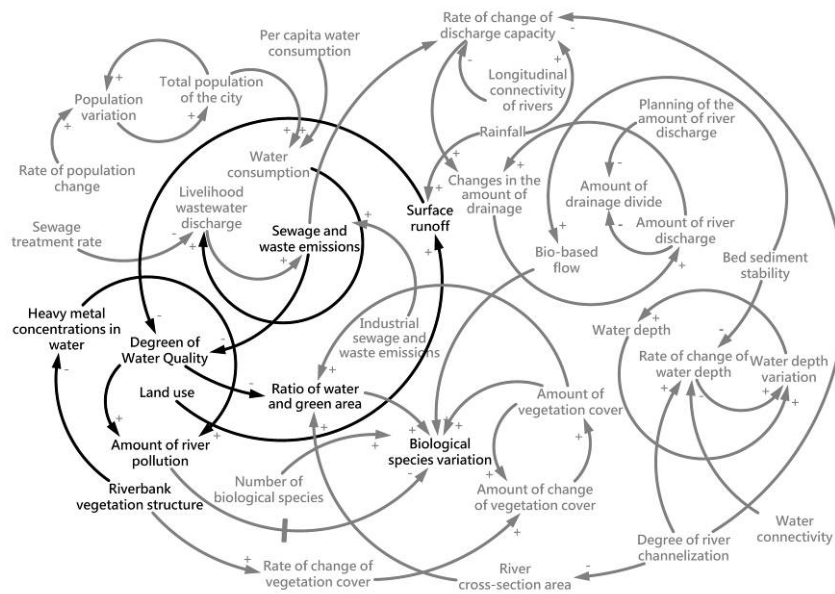 Per capita water
consumption
Rate of change of
discharge capacity
Longitudinal
connectivity
of rivers
Total population
of the city
Population
variation
Rate of population
change
Planning of the
amount of river
discharge
Rainfall
Water
consumption
Livelihood
wastewater
discharge
Changes in the
amount of drainage
Amount of
drainage divide
Sewage
treatment rate
Sewage and
waste emissions
Surface
runoff
Amount of river
discharge
Bio-based
flow
Bed sediment
stability
Heavy metal
concentrations in
water
Degreen of
Water Quality
Industrial
sewage and
waste emissions
Water depth
Rate of change of
water depth
Water depth
variation
Land use
Ratio of water
and green area
Amount of
vegetation cover
Amount of river
pollution
Biological
species variation
Riverbank
vegetation structure
Number of
biological species
Amount of change
of vegetation cover
Rate of change of
vegetation cover
River
cross-section area
Degree of river
channelization
Water
connectivity